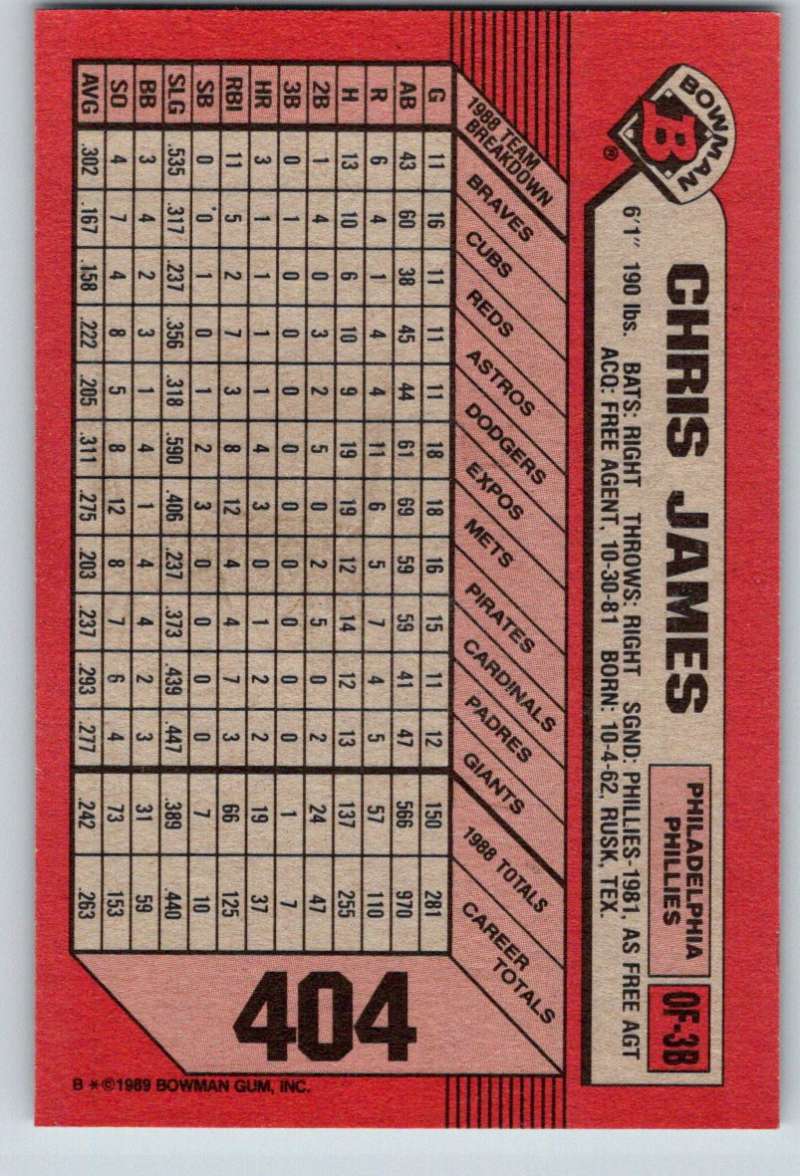 BOWMAN
B
®
CHRIS JAMES
PHILADELPHIA
PHILLIES
OF-3B
6'1" 190 lbs. BATS: RIGHT THROWS: RIGHT SGND: PHILLIES-1981, AS FREE AGT
ACQ: FREE AGENT, 10-30-81 BORN: 10-4-62, RUSK, TEX.
1988 TEAM
BREAKDOWN
BRAVES
CUBS
REDS
ASTROS
DODGERS
EXPOS
METS
PIRATES
CARDINALS
PADRES
GIANTS
1988 TOTALS
CAREER
TOTALS
G 11 16 11 11 11 18 18 16 15 11 12 150 281
AB 43 60 38 45 44 61 69 59 59 41 47 566 970
R 6 4 1 4 4 11 6 5 7 4 5 57 110
H 13 10 6 10 9 19 19 12 14 12 13 137 255
2B 1 4 0 3 2 5 0 2 5 0 2 24 47
3B 0 1 0 0 0 0 0 0 0 0 0 1 7
HR 3 1 1 1 1 4 3 0 1 2 2 19 37
RBI 11 5 2 7 3 8 12 4 4 7 3 66 125
SB 0 0 1 0 1 2 3 0 0 0 0 7 10
SLG .535 .317 .237 .356 .318 .590 .406 .237 .373 .439 .447 .389 .440
BB 3 4 2 3 1 4 1 4 4 2 3 31 59
SO 4 7 4 8 5 8 12 8 7 6 4 73 153
AVG .302 .167 .158 .222 .205 .311 .275 .203 .237 .293 .277 .242 .263
404
B *©1989 BOWMAN GUM, INC.